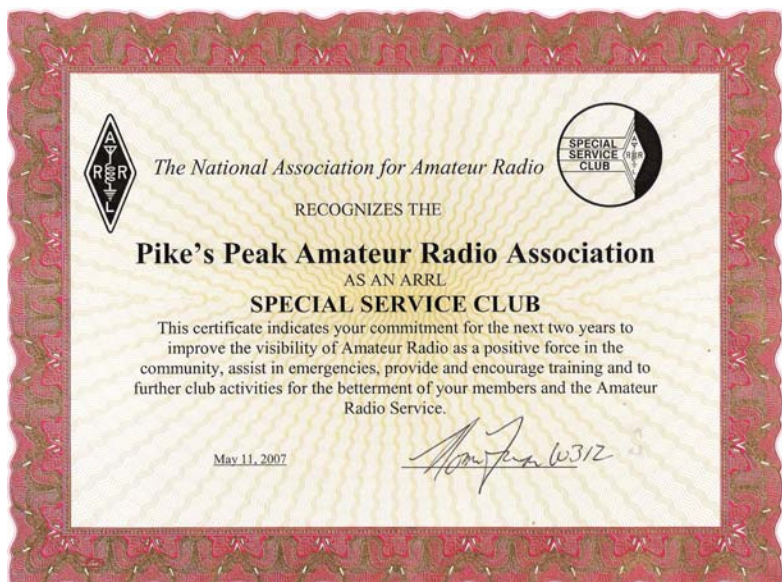 A
R R
L
SPECIAL
SERVICE
CLUB
A
R R
L
The National Association for Amateur Radio
RECOGNIZES THE
Pike's Peak Amateur Radio Association
AS AN ARRL
SPECIAL SERVICE CLUB
This certificate indicates your commitment for the next two years to
improve the visibility of Amateur Radio as a positive force in the
community, assist in emergencies, provide and encourage training and to
further club activities for the betterment of your members and the Amateur
Radio Service.
May 11, 2007